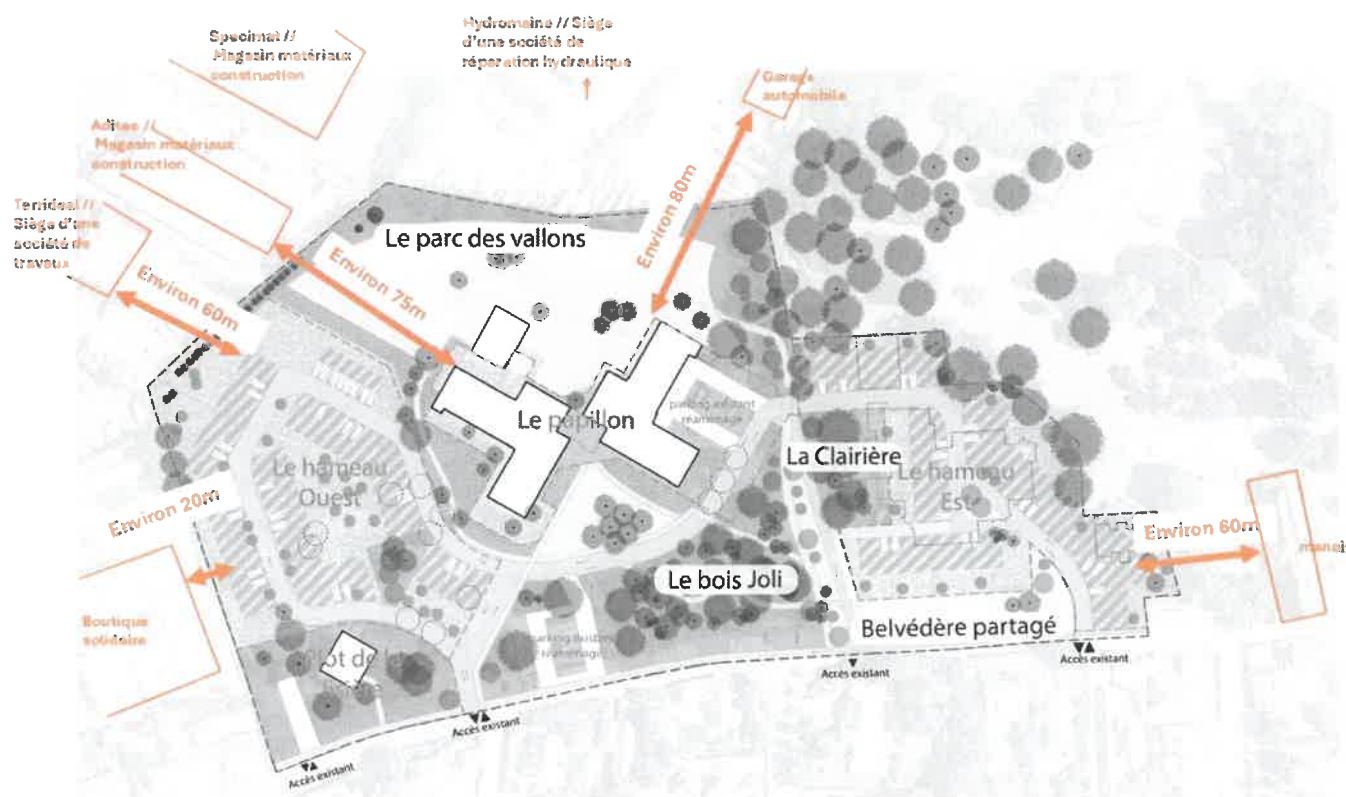 Hydromaine // Siège
d'une société de
réparation hydraulique
Specimat //
Magasin matériaux
construction
Garage
automobile
Magasin matériaux
construction
Siège d'une
société de
travaux
Environ 60m
Environ 75m
Environ 80m
Le parc des vallons
Le papillon
parking existant
réaménagé
La Clairière
Le hameau
Ouest
Le hameau
Est
Environ 20m
Environ 60m
Le bois Joli
Boutique
solidaire
parking existant
réaménagé
Belvédère partagé
Accès existant
Accès existant
Accès existant
Accès existant